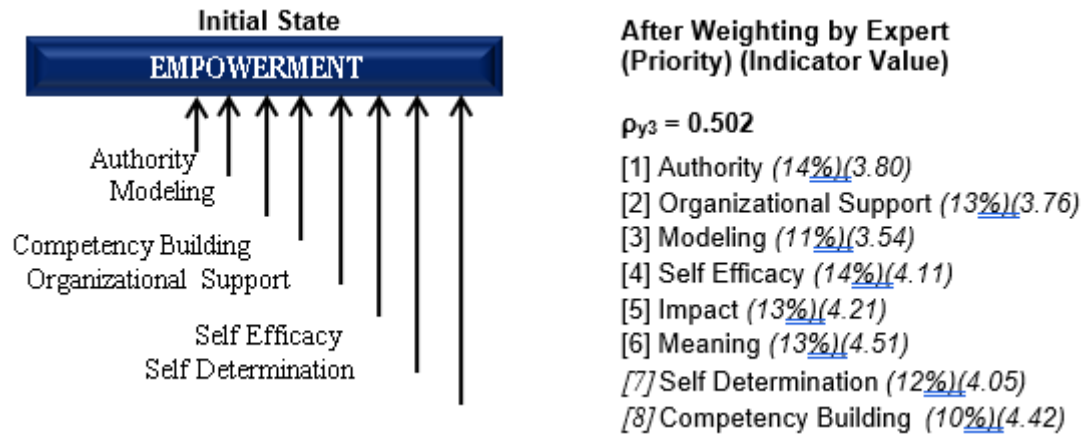 Initial State
EMPOWERMENT
Authority
Modeling
Competency Building
Organizational Support
Self Efficacy
Self Determination
After Weighting by Expert
(Priority) (Indicator Value)
ρy3 = 0.502
[1] Authority (14%)(3.80)
[2] Organizational Support (13%)(3.76)
[3] Modeling (11%)(3.54)
[4] Self Efficacy (14%)(4.11)
[5] Impact (13%)(4.21)
[6] Meaning (13%)(4.51)
[7] Self Determination (12%)(4.05)
[8] Competency Building (10%)(4.42)